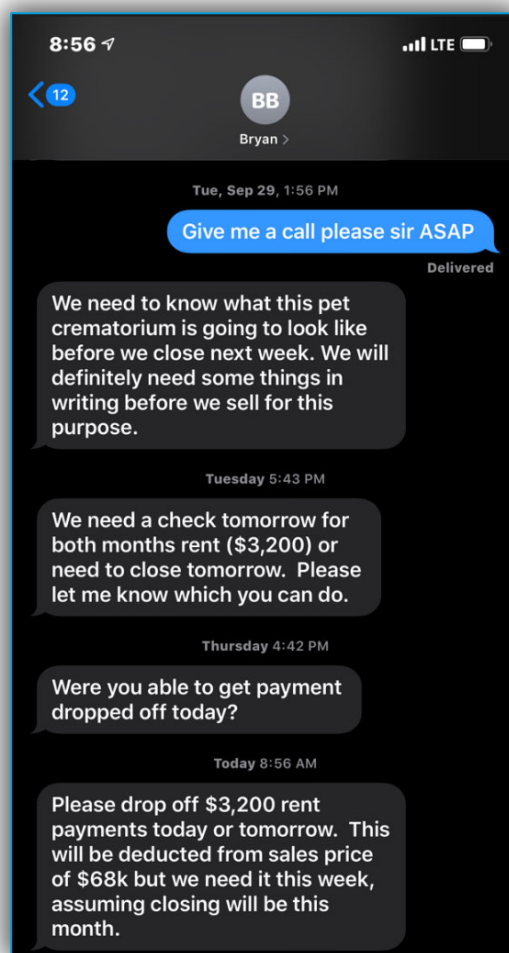 8:56 LTE
12
BB
Bryan >
Tue, Sep 29, 1:56 PM
Give me a call please sir ASAP
Delivered
We need to know what this pet
crematorium is going to look like
before we close next week. We will
definitely need some things in
writing before we sell for this
purpose.
Tuesday 5:43 PM
We need a check tomorrow for
both months rent ($3,200) or
need to close tomorrow.  Please
let me know which you can do.
Thursday 4:42 PM
Were you able to get payment
dropped off today?
Today 8:56 AM
Please drop off $3,200 rent
payments today or tomorrow.  This
will be deducted from sales price
of $68k but we need it this week,
assuming closing will be this
month.